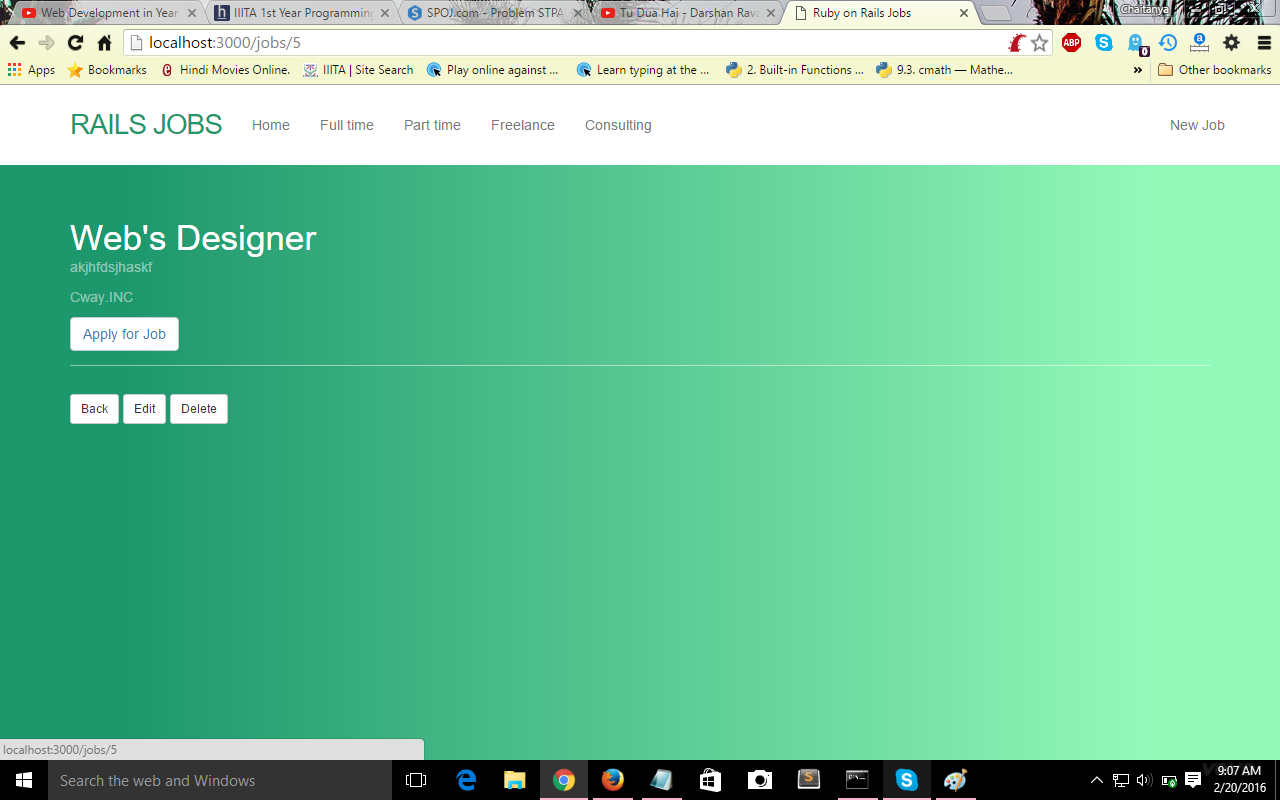 Web Development in Year
IIITA 1st Year Programming
SPOJ.com - Problem STPA
Tu Dua Hai - Darshan Rava
Ruby on Rails Jobs
Chaitanya
localhost:3000/jobs/5
ABP
0
Apps
Bookmarks
Hindi Movies Online.
IIITA | Site Search
Play online against ...
Learn typing at the ...
2. Built-in Functions ...
9.3. cmath — Mathe...
»
Other bookmarks
RAILS JOBS
Home
Full time
Part time
Freelance
Consulting
New Job
Web's Designer
akjhfdsjhaskf
Cway.INC
Apply for Job
Back
Edit
Delete
localhost:3000/jobs/5
Search the web and Windows
9:07 AM
2/20/2016